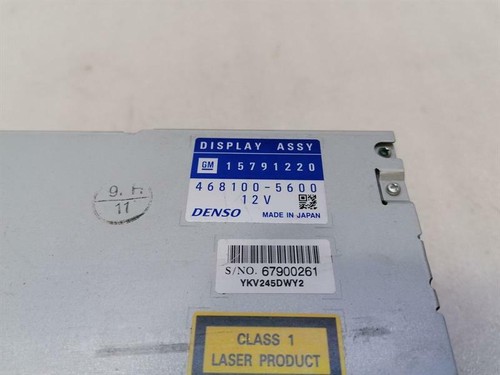 DISPLAY ASSY
GM 15791220
468100-5600
12V
DENSO MADE IN JAPAN
9. H
11
S/NO. 67900261
YKV245DWY2
CLASS 1
LASER PRODUCT